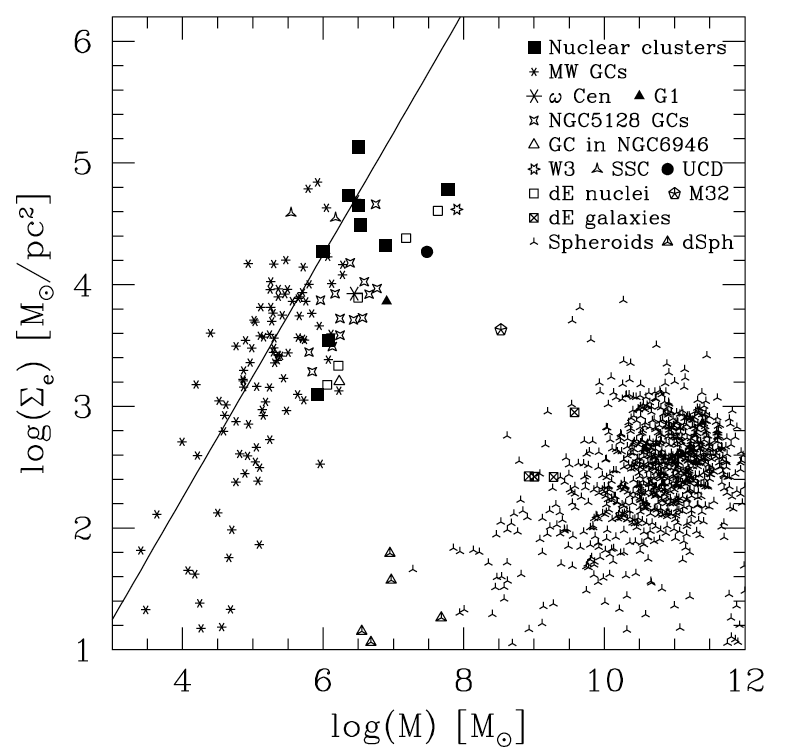 6
5
4
3
2
1
log(Σe) [M⊙/pc²]
Nuclear clusters
MW GCs
ω Cen G1
NGC5128 GCs
GC in NGC6946
W3 SSC UCD
dE nuclei M32
dE galaxies
Spheroids dSph
4 6 8 10 12
log(M) [M⊙]